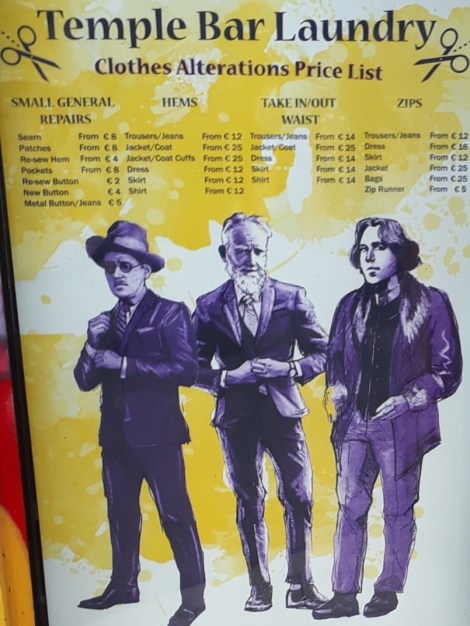 Temple Bar Laundry
Clothes Alterations Price List
SMALL GENERAL REPAIRS
Seam From € 8
Patches From € 8
Re-sew Hem From € 4
Pockets From € 8
Re-sew Button € 2
New Button € 4
Metal Button/Jeans € 5
HEMS
Trousers/Jeans From € 12
Jacket/Coat From € 25
Jacket/Coat Cuffs From € 25
Dress From € 12
Skirt From € 12
Shirt From € 12
TAKE IN/OUT
WAIST
Trousers/Jeans From € 14
Jacket/Coat From € 25
Dress From € 14
Skirt From € 14
Shirt From € 14
ZIPS
Trousers/Jeans From € 12
Dress From € 16
Skirt From € 12
Jacket From € 25
Bags From € 25
Zip Runner From € 5